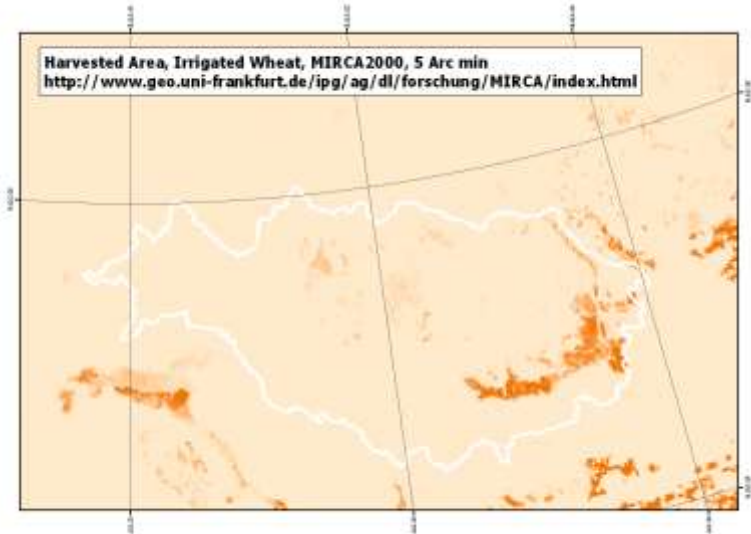 Harvested Area, Irrigated Wheat, MIRCA2000, 5 Arc min
http://www.geo.uni-frankfurt.de/ipg/ag/dl/forschung/MIRCA/index.html